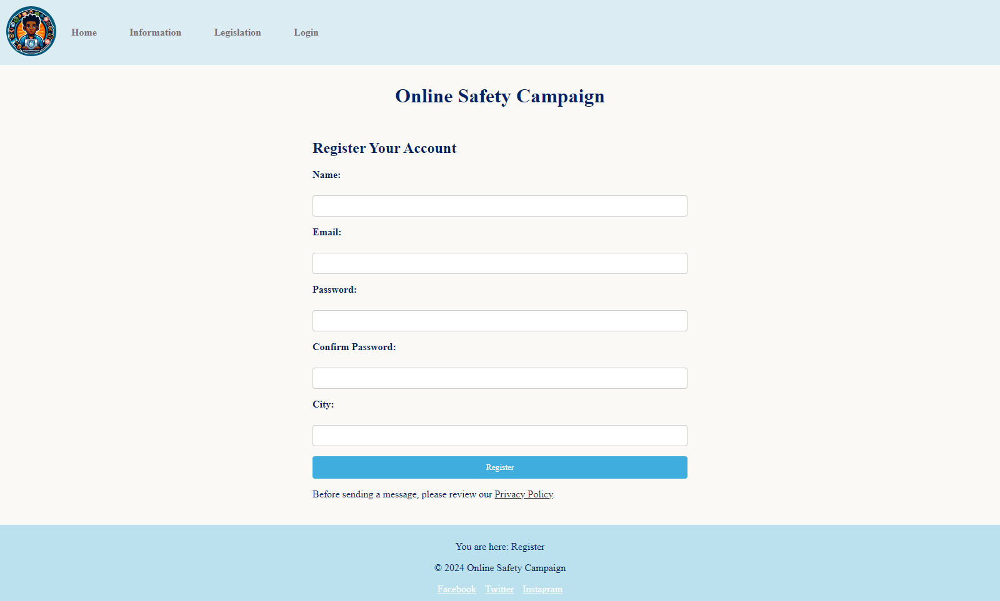 Home Information Legislation Login
Online Safety Campaign
Register Your Account
Name:
Email:
Password:
Confirm Password:
City:
Register
Before sending a message, please review our Privacy Policy.
You are here: Register
© 2024 Online Safety Campaign
Facebook Twitter Instagram